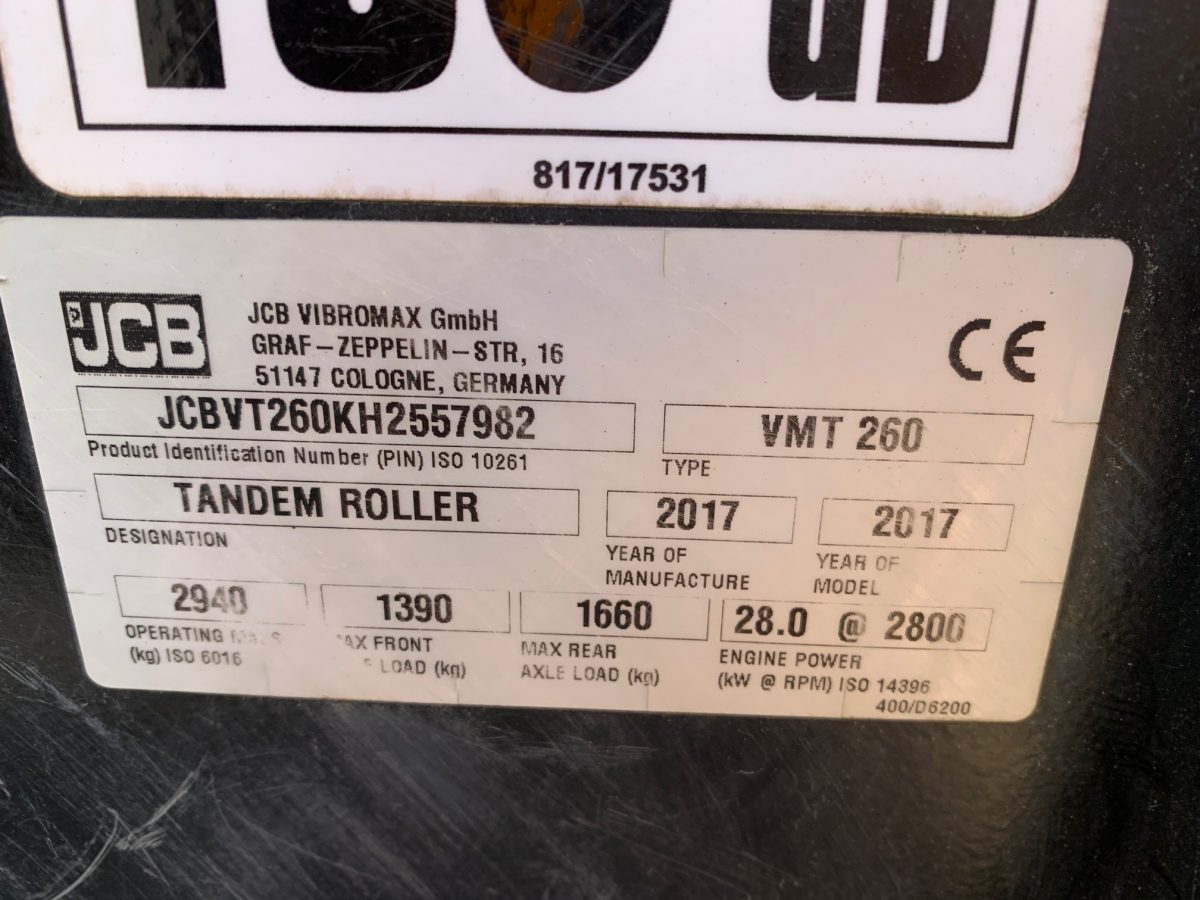 dB
817/17531
JCB
JCB VIBROMAX GmbH
GRAF-ZEPPELIN-STR, 16
51147 COLOGNE, GERMANY
CE
JCBVT260KH2557982
VMT 260
Product Identification Number (PIN) ISO 10261
TYPE
TANDEM ROLLER
2017
2017
DESIGNATION
YEAR OF
MANUFACTURE
YEAR OF
MODEL
2940
1390
1660
28.0 @ 2800
OPERATING
(kg) ISO 6016
FRONT
LOAD (kg)
MAX REAR
AXLE LOAD (kg)
ENGINE POWER
(kW @ RPM) ISO 14396
400/D6200